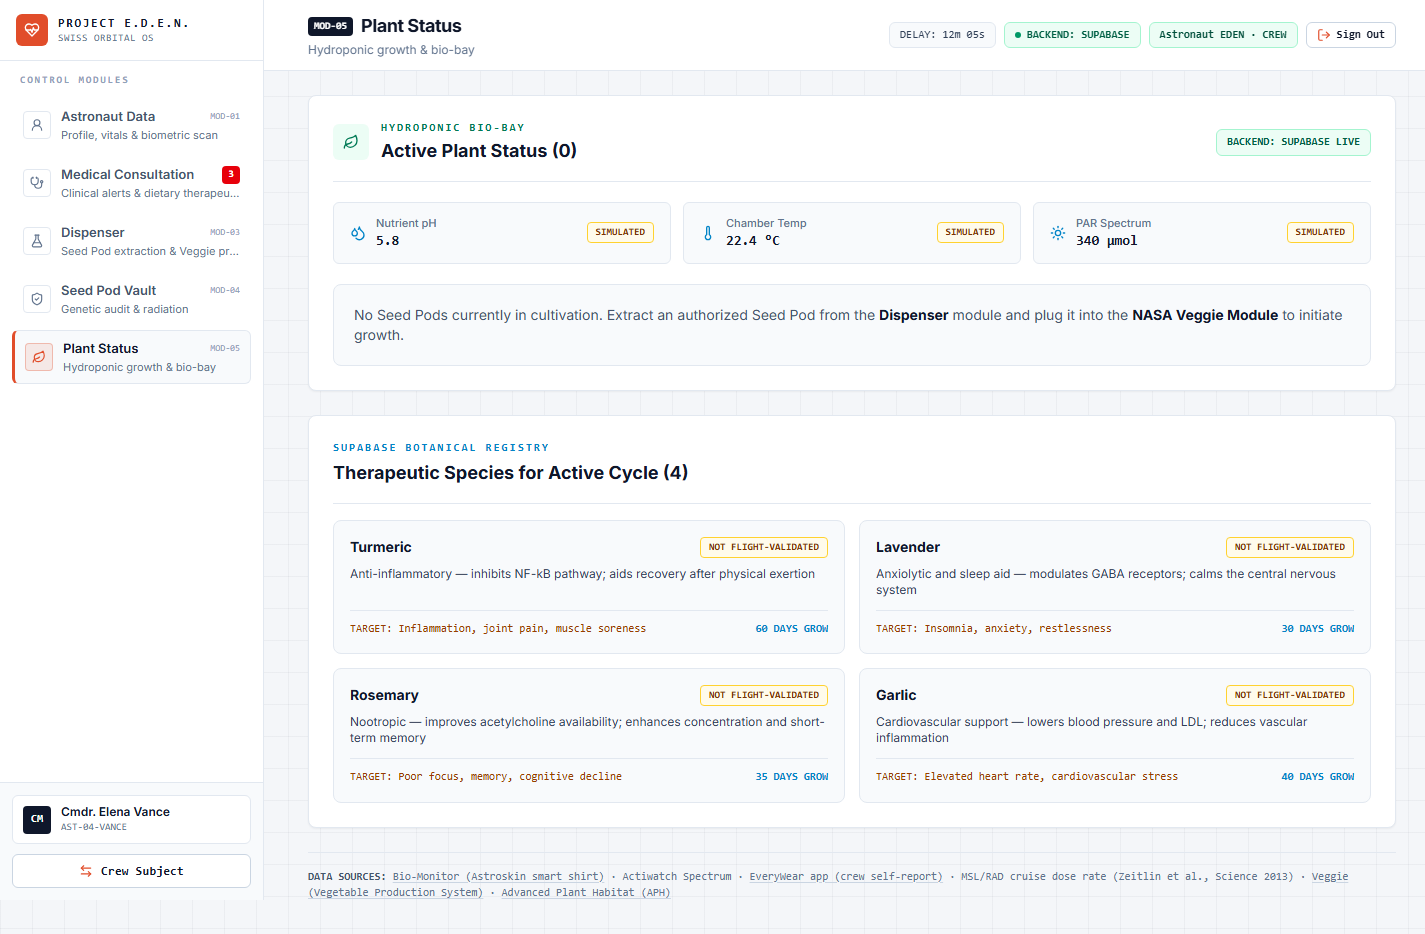 PROJECT E.D.E.N.
SWISS ORBITAL OS
CONTROL MODULES
Astronaut Data
MOD-01
Profile, vitals & biometric scan
Medical Consultation
3
Clinical alerts & dietary therapeu...
Dispenser
MOD-03
Seed Pod extraction & Veggie pr...
Seed Pod Vault
MOD-04
Genetic audit & radiation
Plant Status
MOD-05
Hydroponic growth & bio-bay
CM
Cmdr. Elena Vance
AST-04-VANCE
Crew Subject
MOD-05 Plant Status
Hydroponic growth & bio-bay
DELAY: 12m 05s
BACKEND: SUPABASE
Astronaut EDEN · CREW
Sign Out
HYDROPONIC BIO-BAY
Active Plant Status (0)
BACKEND: SUPABASE LIVE
Nutrient pH
5.8
SIMULATED
Chamber Temp
22.4 °C
SIMULATED
PAR Spectrum
340 µmol
SIMULATED
No Seed Pods currently in cultivation. Extract an authorized Seed Pod from the Dispenser module and plug it into the NASA Veggie Module to initiate
growth.
SUPABASE BOTANICAL REGISTRY
Therapeutic Species for Active Cycle (4)
Turmeric
NOT FLIGHT-VALIDATED
Anti-inflammatory — inhibits NF-kB pathway; aids recovery after physical exertion
TARGET: Inflammation, joint pain, muscle soreness
60 DAYS GROW
Lavender
NOT FLIGHT-VALIDATED
Anxiolytic and sleep aid — modulates GABA receptors; calms the central nervous
system
TARGET: Insomnia, anxiety, restlessness
30 DAYS GROW
Rosemary
NOT FLIGHT-VALIDATED
Nootropic — improves acetylcholine availability; enhances concentration and short-
term memory
TARGET: Poor focus, memory, cognitive decline
35 DAYS GROW
Garlic
NOT FLIGHT-VALIDATED
Cardiovascular support — lowers blood pressure and LDL; reduces vascular
inflammation
TARGET: Elevated heart rate, cardiovascular stress
40 DAYS GROW
DATA SOURCES: Bio-Monitor (Astroskin smart shirt) · Actiwatch Spectrum · EveryWear app (crew self-report) · MSL/RAD cruise dose rate (Zeitlin et al., Science 2013) · Veggie
(Vegetable Production System) · Advanced Plant Habitat (APH)